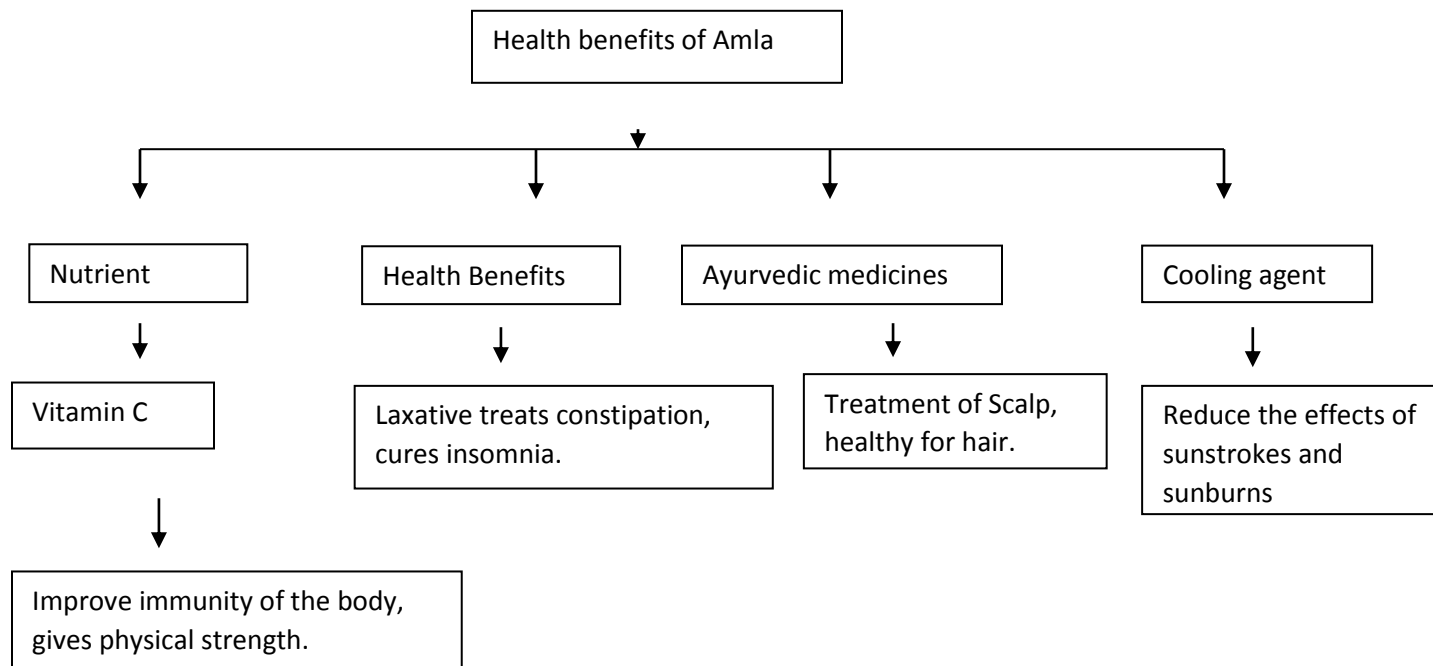 Health benefits of Amla
Nutrient
Health Benefits
Ayurvedic medicines
Cooling agent
Vitamin C
Laxative treats constipation,
cures insomnia.
Treatment of Scalp,
healthy for hair.
Reduce the effects of
sunstrokes and
sunburns
Improve immunity of the body,
gives physical strength.